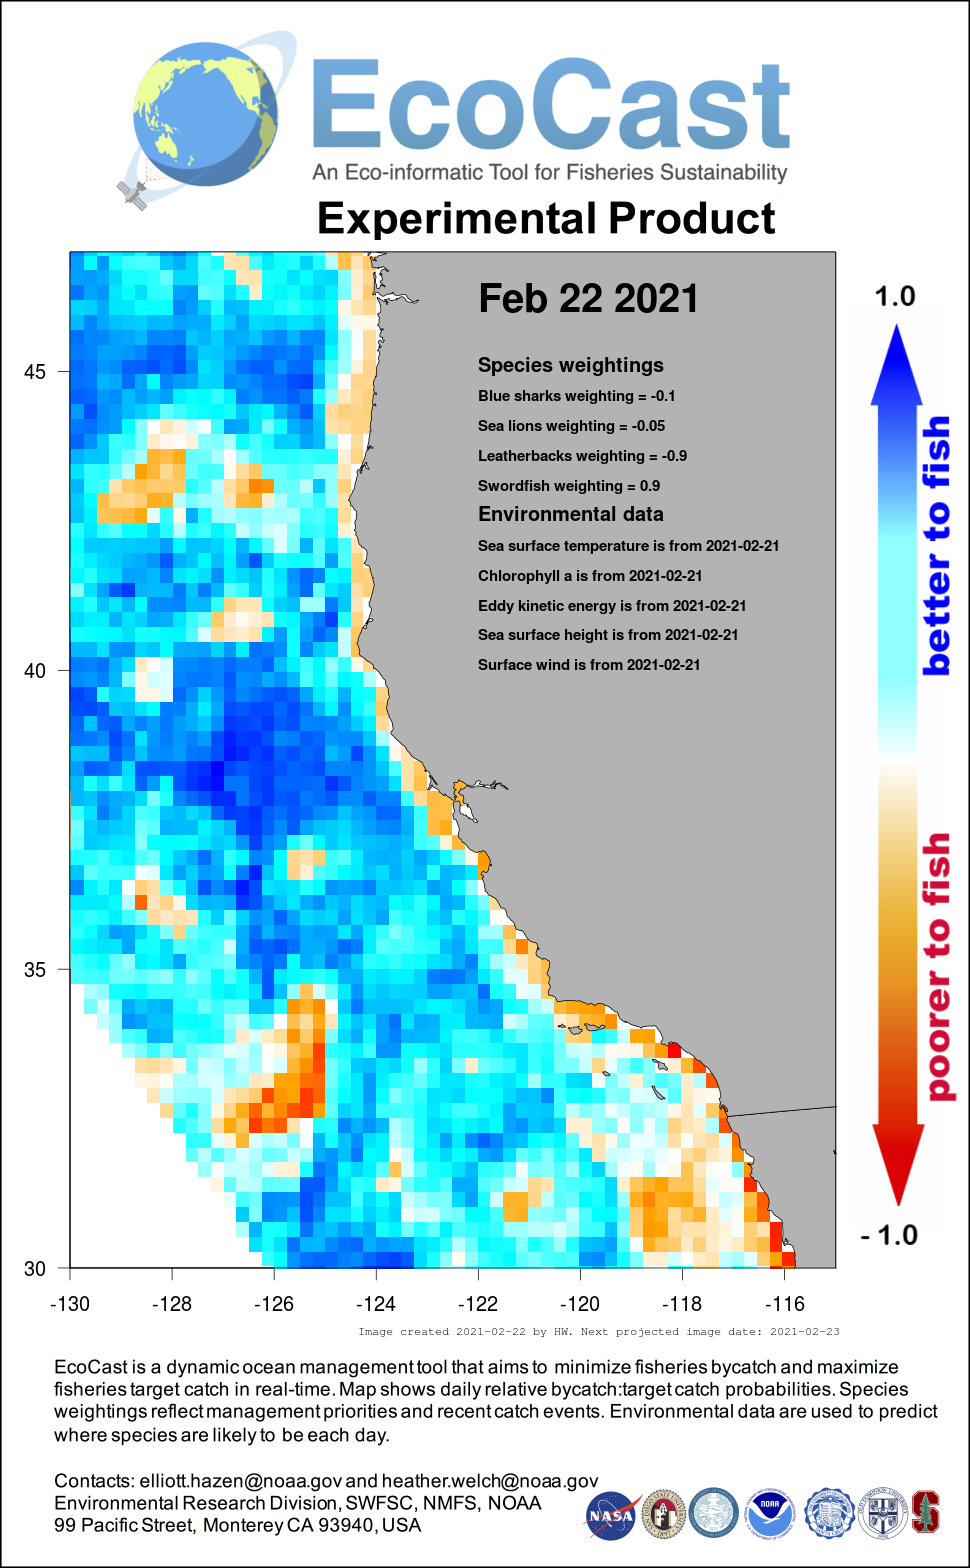 EcoCast
An Eco-informatic Tool for Fisheries Sustainability
Experimental Product
Feb 22 2021
Species weightings
Blue sharks weighting = -0.1
Sea lions weighting = -0.05
Leatherbacks weighting = -0.9
Swordfish weighting = 0.9
Environmental data
Sea surface temperature is from 2021-02-21
Chlorophyll a is from 2021-02-21
Eddy kinetic energy is from 2021-02-21
Sea surface height is from 2021-02-21
Surface wind is from 2021-02-21
1.0
better to fish
poorer to fish
- 1.0
45
40
35
30
-130 -128 -126 -124 -122 -120 -118 -116
Image created 2021-02-22 by HW. Next projected image date: 2021-02-23
EcoCast is a dynamic ocean management tool that aims to minimize fisheries bycatch and maximize
fisheries target catch in real-time. Map shows daily relative bycatch:target catch probabilities. Species
weightings reflect management priorities and recent catch events. Environmental data are used to predict
where species are likely to be each day.
Contacts: elliott.hazen@noaa.gov and heather.welch@noaa.gov
Environmental Research Division, SWFSC, NMFS, NOAA
99 Pacific Street, Monterey CA 93940, USA
NASA
NOAA